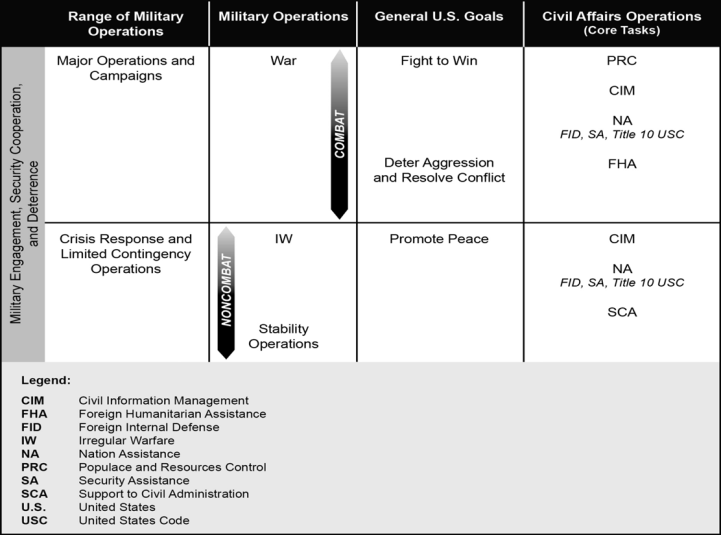 Range of Military Operations
Military Operations
General U.S. Goals
Civil Affairs Operations
(Core Tasks)
Military Engagement, Security Cooperation,
and Deterrence
Major Operations and
Campaigns
War
COMBAT
Fight to Win
Deter Aggression
and Resolve Conflict
PRC
CIM
NA
FID, SA, Title 10 USC
FHA
Crisis Response and
Limited Contingency
Operations
NONCOMBAT
IW
Stability
Operations
Promote Peace
CIM
NA
FID, SA, Title 10 USC
SCA
Legend:
CIM Civil Information Management
FHA Foreign Humanitarian Assistance
FID Foreign Internal Defense
IW Irregular Warfare
NA Nation Assistance
PRC Populace and Resources Control
SA Security Assistance
SCA Support to Civil Administration
U.S. United States
USC United States Code